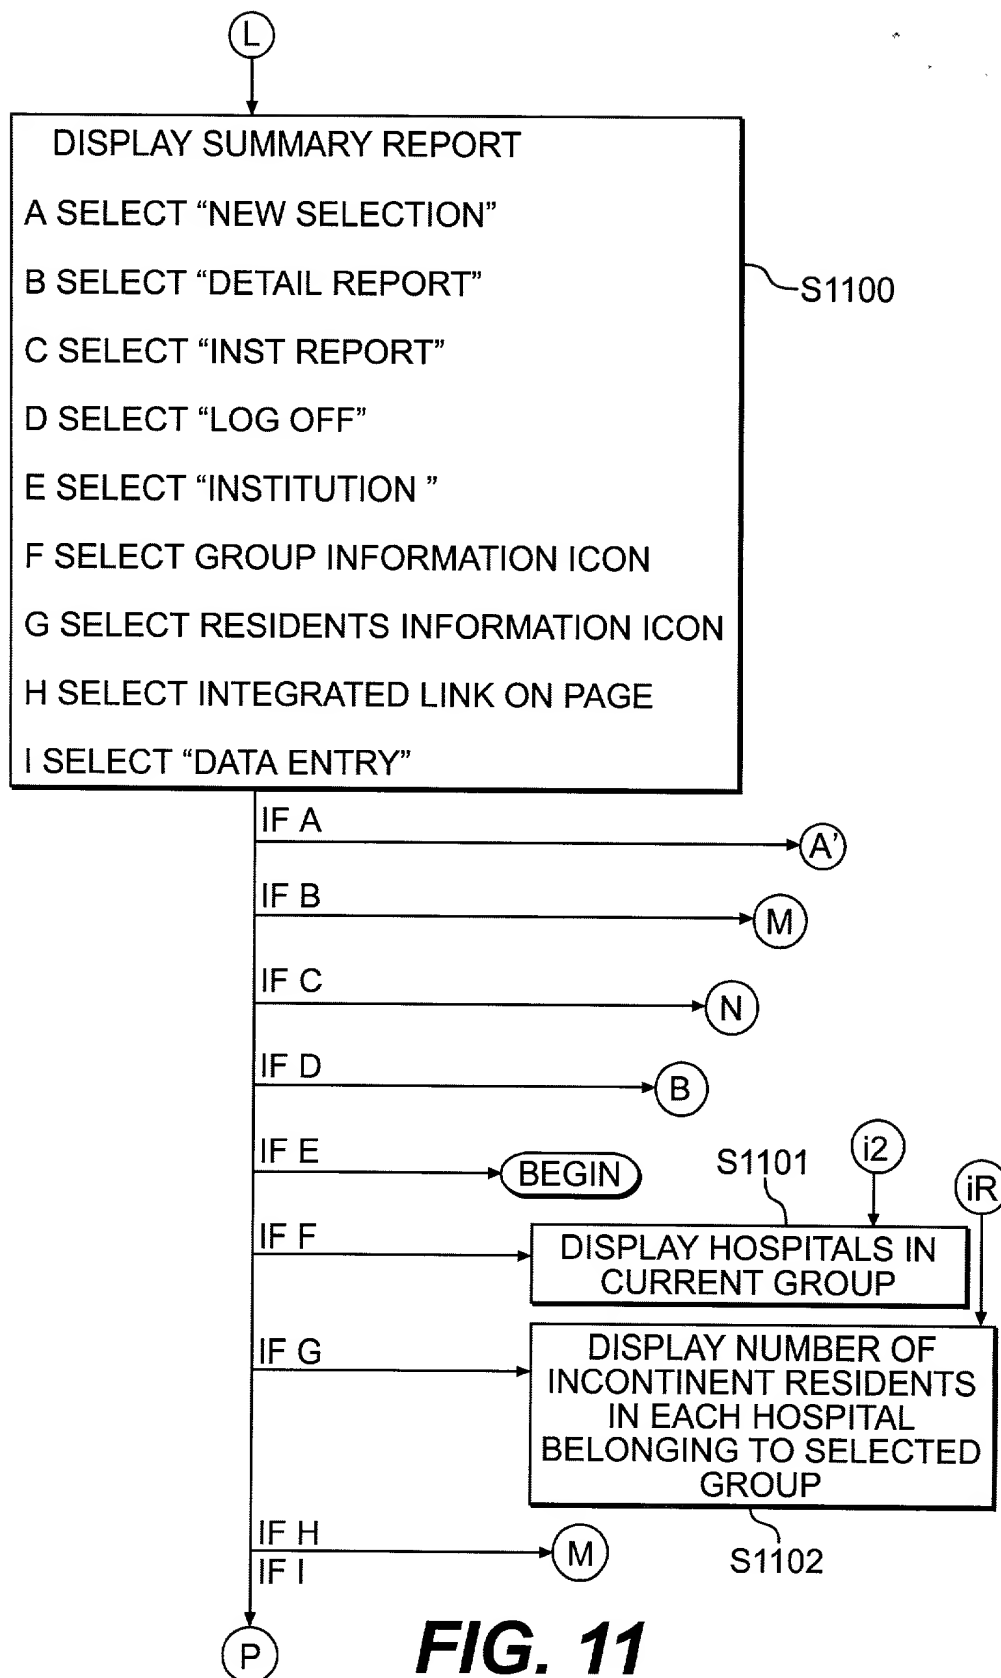 L
DISPLAY SUMMARY REPORT
A SELECT “NEW SELECTION”
B SELECT “DETAIL REPORT”
C SELECT “INST REPORT”
D SELECT “LOG OFF”
E SELECT “INSTITUTION ”
F SELECT GROUP INFORMATION ICON
G SELECT RESIDENTS INFORMATION ICON
H SELECT INTEGRATED LINK ON PAGE
I SELECT “DATA ENTRY”
S1100
IF A
A'
IF B
M
IF C
N
IF D
B
IF E
BEGIN
S1101
i2
iR
IF F
DISPLAY HOSPITALS IN
CURRENT GROUP
IF G
DISPLAY NUMBER OF
INCONTINENT RESIDENTS
IN EACH HOSPITAL
BELONGING TO SELECTED
GROUP
S1102
IF H
M
IF I
P
FIG. 11